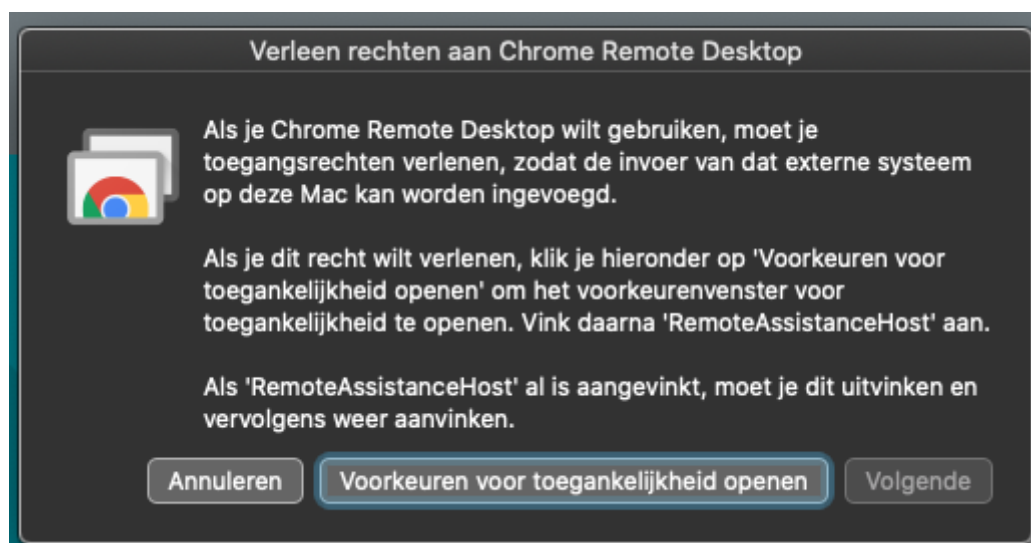 Verleen rechten aan Chrome Remote Desktop
Als je Chrome Remote Desktop wilt gebruiken, moet je
toegangsrechten verlenen, zodat de invoer van dat externe systeem
op deze Mac kan worden ingevoegd.
Als je dit recht wilt verlenen, klik je hieronder op 'Voorkeuren voor
toegankelijkheid openen' om het voorkeurenvenster voor
toegankelijkheid te openen. Vink daarna 'RemoteAssistanceHost' aan.
Als 'RemoteAssistanceHost' al is aangevinkt, moet je dit uitvinken en
vervolgens weer aanvinken.
Annuleren
Voorkeuren voor toegankelijkheid openen
Volgende